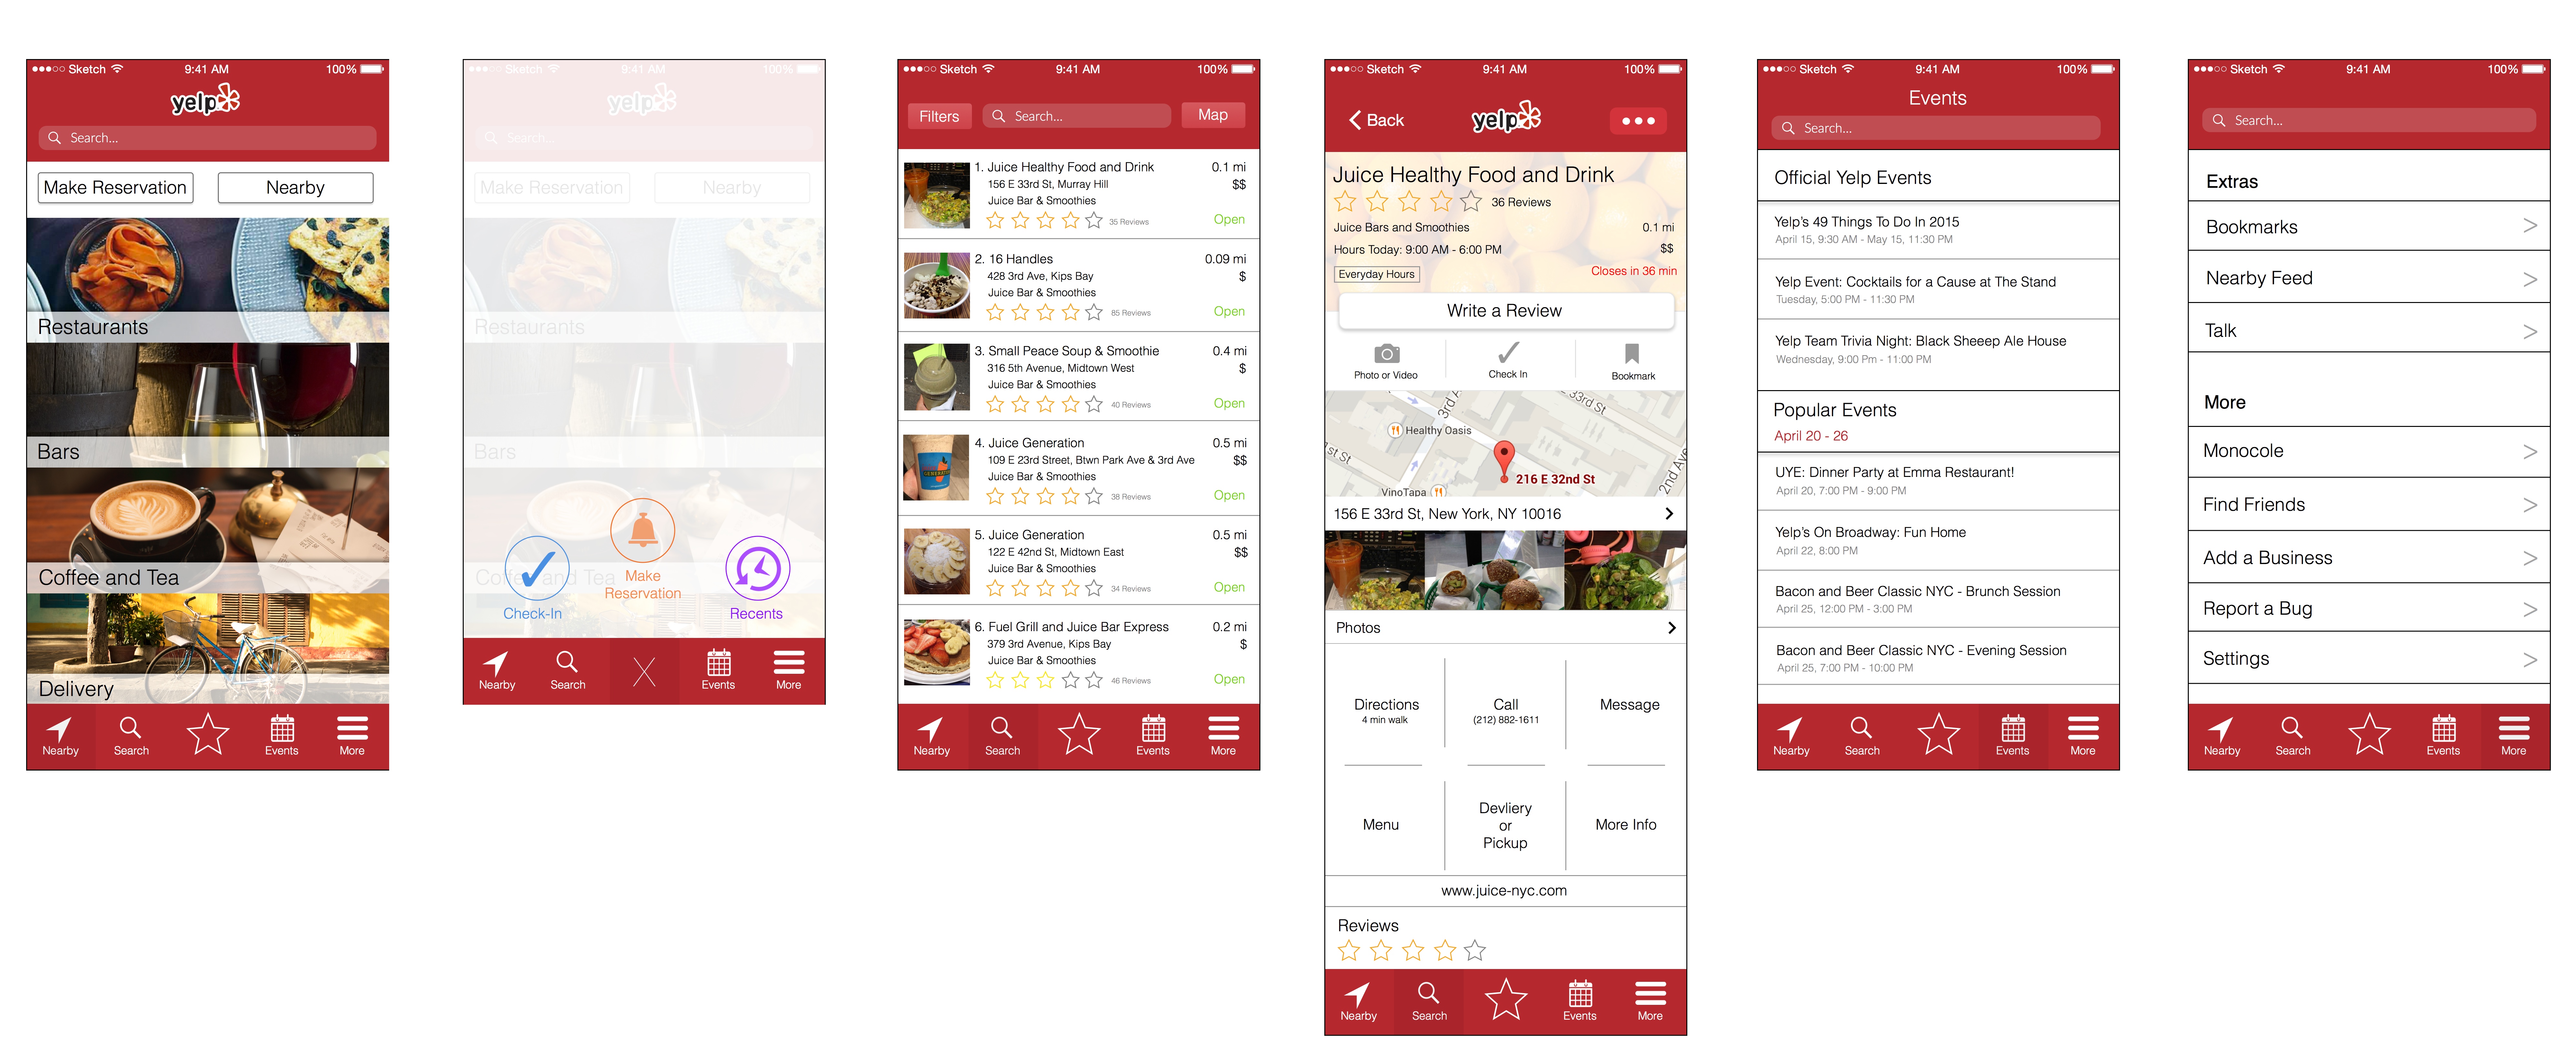 Sketch 9:41 AM 100%
yelp
Search...
Make Reservation Nearby
Restaurants
Bars
Coffee and Tea
Delivery
Nearby Search Events More
Sketch 9:41 AM 100%
yelp
Search...
Make Reservation Nearby
Restaurants
Bars
Coffee and Tea
Make
Reservation
Check-In Recents
Nearby Search Events More
Sketch 9:41 AM 100%
Filters Search... Map
1. Juice Healthy Food and Drink 0.1 mi
156 E 33rd St, Murray Hill $$
Juice Bar & Smoothies
35 Reviews Open
2. 16 Handles 0.09 mi
428 3rd Ave, Kips Bay $
Juice Bar & Smoothies
85 Reviews Open
3. Small Peace Soup & Smoothie 0.4 mi
316 5th Avenue, Midtown West $
Juice Bar & Smoothies
40 Reviews Open
4. Juice Generation 0.5 mi
109 E 23rd Street, Btwn Park Ave & 3rd Ave $$
Juice Bar & Smoothies
38 Reviews Open
5. Juice Generation 0.5 mi
122 E 42nd St, Midtown East $$
Juice Bar & Smoothies
34 Reviews Open
6. Fuel Grill and Juice Bar Express 0.2 mi
379 3rd Avenue, Kips Bay $
Juice Bar & Smoothies
46 Reviews Open
Nearby Search Events More
Sketch 9:41 AM 100%
Back yelp
Juice Healthy Food and Drink
36 Reviews
Juice Bars and Smoothies 0.1 mi
Hours Today: 9:00 AM - 6:00 PM $$
Everyday Hours Closes in 36 min
Write a Review
Photo or Video Check In Bookmark
3rd A
33rd St
Healthy Oasis
1st St
216 E 32nd St
2nd Ave
VinoTapa
156 E 33rd St, New York, NY 10016
Photos
Directions Call Message
4 min walk (212) 882-1611
Menu Devliery or Pickup More Info
www.juice-nyc.com
Reviews
Nearby Search Events More
Sketch 9:41 AM 100%
Events
Search...
Official Yelp Events
Yelp's 49 Things To Do In 2015
April 15, 9:30 AM - May 15, 11:30 PM
Yelp Event: Cocktails for a Cause at The Stand
Tuesday, 5:00 PM - 11:30 PM
Yelp Team Trivia Night: Black Sheeep Ale House
Wednesday, 9:00 Pm - 11:00 PM
Popular Events
April 20 - 26
UYE: Dinner Party at Emma Restaurant!
April 20, 7:00 PM - 9:00 PM
Yelp's On Broadway: Fun Home
April 22, 8:00 PM
Bacon and Beer Classic NYC - Brunch Session
April 25, 12:00 PM - 3:00 PM
Bacon and Beer Classic NYC - Evening Session
April 25, 7:00 PM - 10:00 PM
Nearby Search Events More
Sketch 9:41 AM 100%
Search...
Extras
Bookmarks
Nearby Feed
Talk
More
Monocole
Find Friends
Add a Business
Report a Bug
Settings
Nearby Search Events More